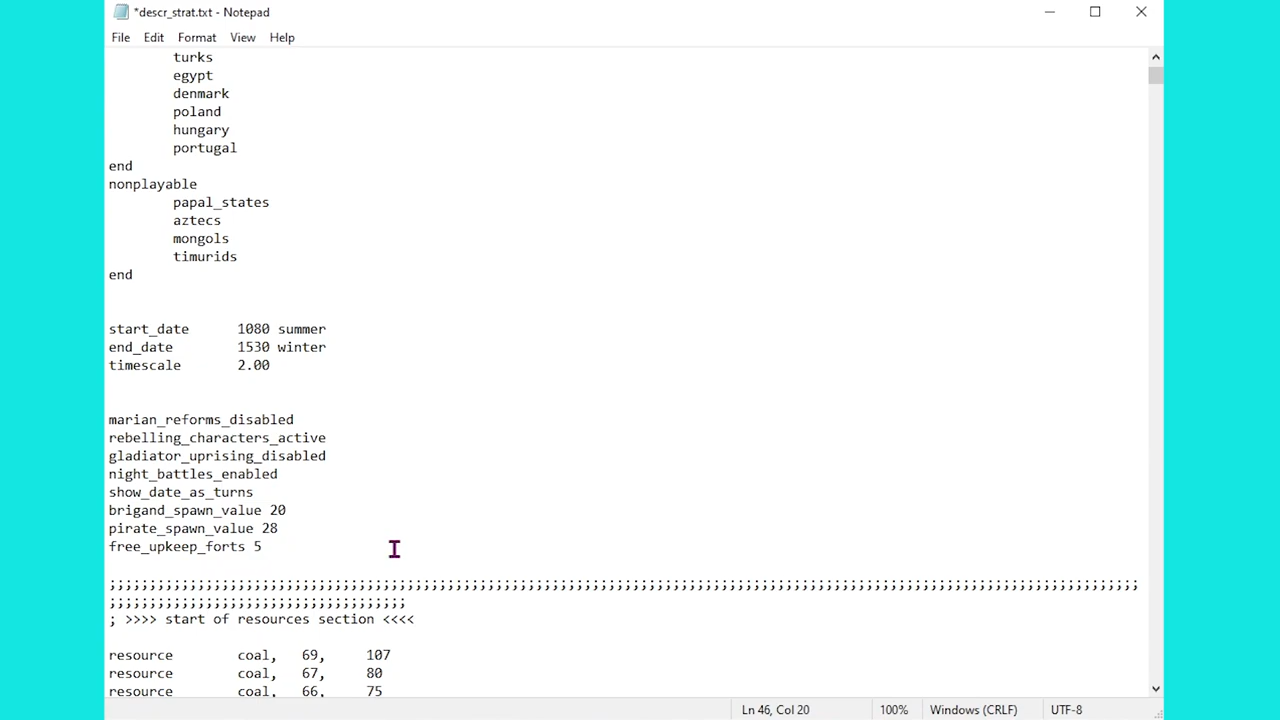 *descr_strat.txt - Notepad
File Edit Format View Help
turks
egypt
denmark
poland
hungary
portugal
end
nonplayable
papal_states
aztecs
mongols
timurids
end
start_date 1080 summer
end_date 1530 winter
timescale 2.00
marian_reforms_disabled
rebelling_characters_active
gladiator_uprising_disabled
night_battles_enabled
show_date_as_turns
brigand_spawn_value 20
pirate_spawn_value 28
free_upkeep_forts 5
;;;;;;;;;;;;;;;;;;;;;;;;;;;;;;;;;;;;;;;;;;;;;;;;;;;;;;;;;;;;;;;;;;;;;;;;;;;;;;;;;;;;;;;;;;;;;;;;;;;;;;;;;;;;;;;;;;;;;;;;;;;;;;;;
;;;;;;;;;;;;;;;;;;;;;;;;;;;;;;;;;;;;;
; >>>> start of resources section <<<<
resource coal, 69, 107
resource coal, 67, 80
resource coal, 66, 75
Ln 46, Col 20 100% Windows (CRLF) UTF-8